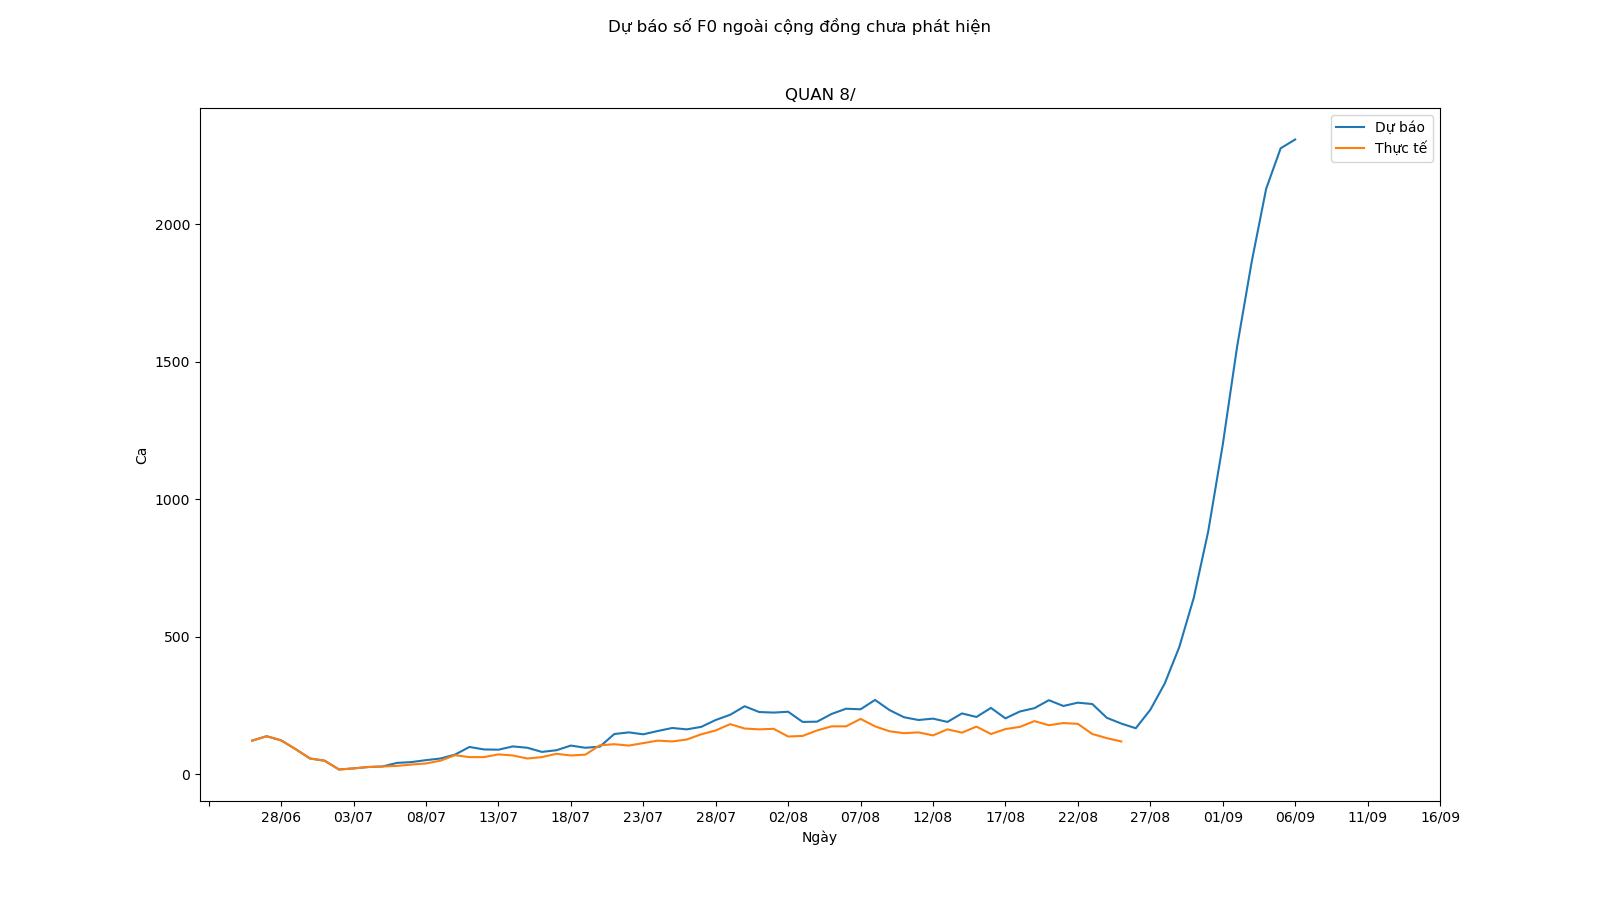 Dự báo số F0 ngoài cộng đồng chưa phát hiện
QUAN 8/
Dự báo
Thực tế
2000
1500
1000
500
0
Ca
28/06 03/07 08/07 13/07 18/07 23/07 28/07 02/08 07/08 12/08 17/08 22/08 27/08 01/09 06/09 11/09 16/09
Ngày